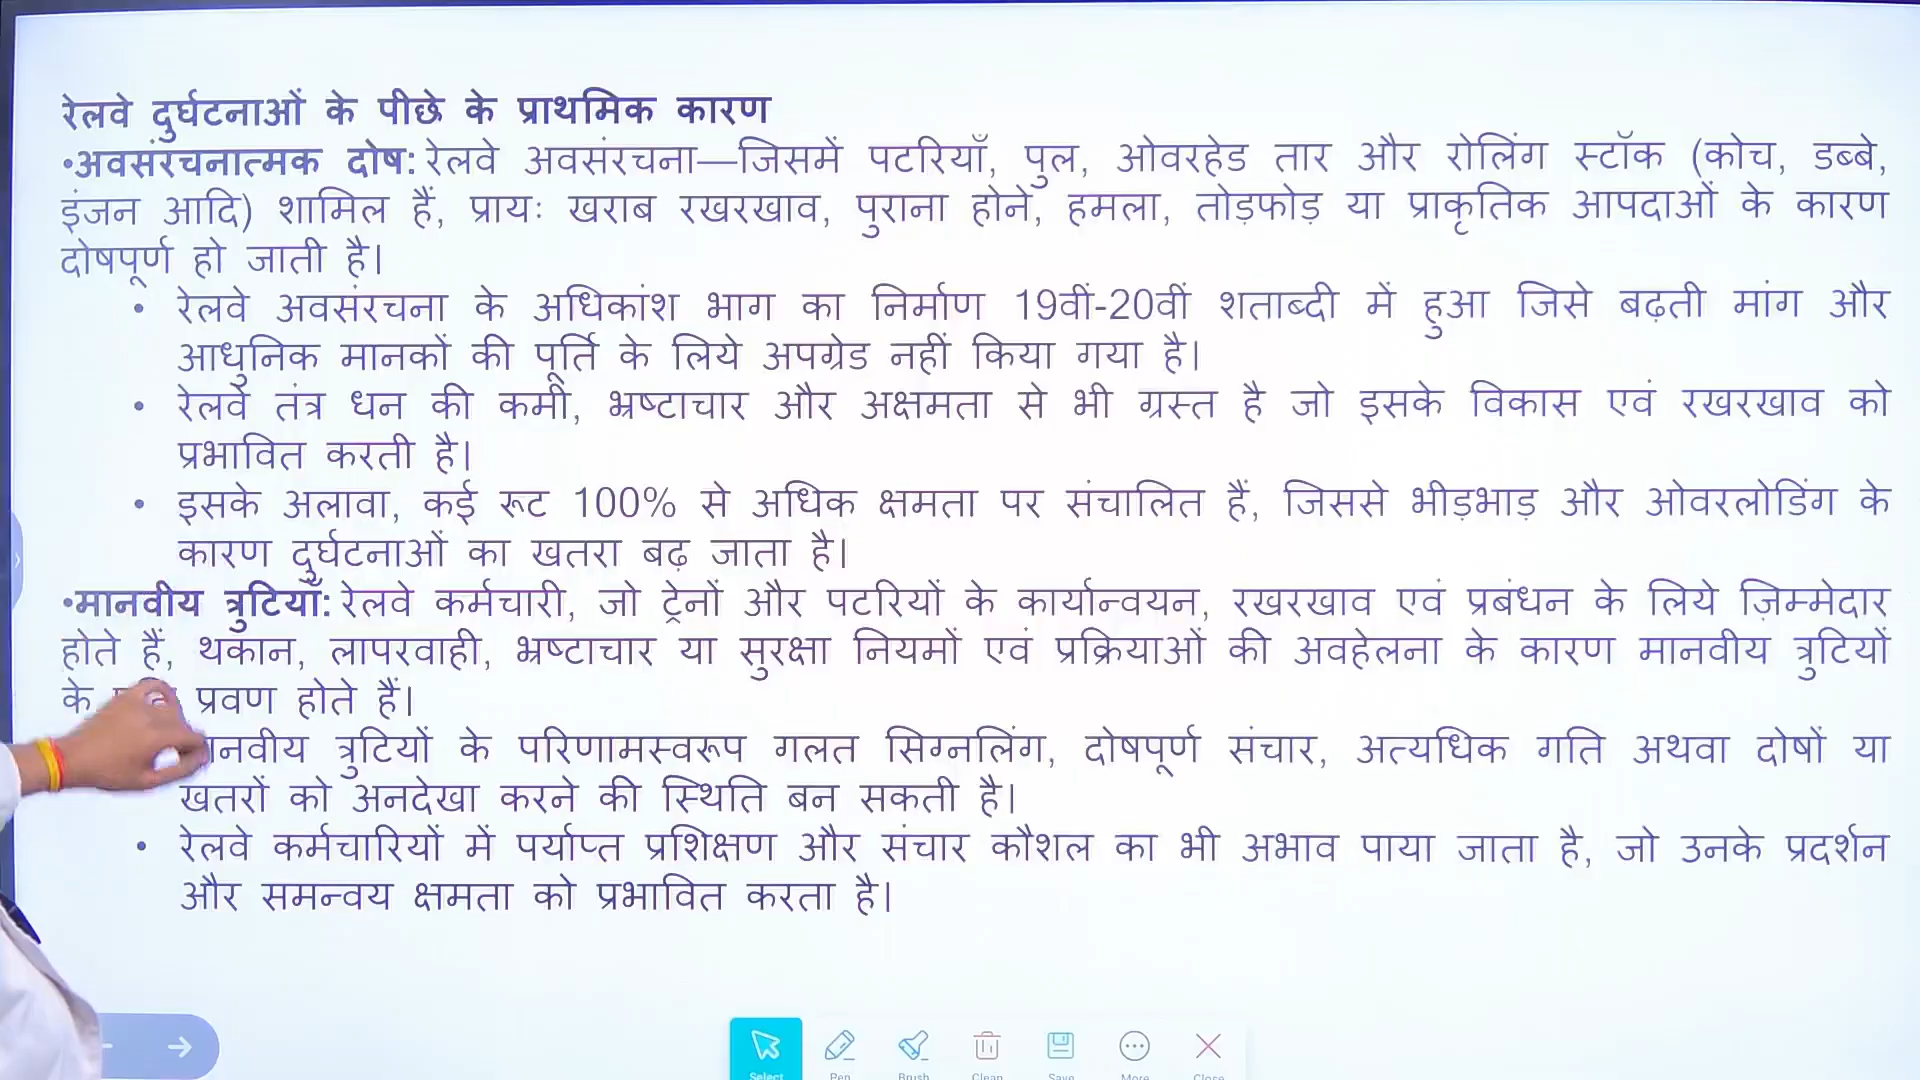 रेलवे दुर्घटनाओं के पीछे के प्राथमिक कारण
•अवसंरचनात्मक दोष: रेलवे अवसंरचना—जिसमें पटरियाँ, पुल, ओवरहेड तार और रोलिंग स्टॉक (कोच, डब्बे,
इंजन आदि) शामिल हैं, प्रायः खराब रखरखाव, पुराना होने, हमला, तोड़फोड़ या प्राकृतिक आपदाओं के कारण
दोषपूर्ण हो जाती है।
• रेलवे अवसंरचना के अधिकांश भाग का निर्माण 19वीं-20वीं शताब्दी में हुआ जिसे बढ़ती मांग और
आधुनिक मानकों की पूर्ति के लिये अपग्रेड नहीं किया गया है।
• रेलवे तंत्र धन की कमी, भ्रष्टाचार और अक्षमता से भी ग्रस्त है जो इसके विकास एवं रखरखाव को
प्रभावित करती है।
• इसके अलावा, कई रूट 100% से अधिक क्षमता पर संचालित हैं, जिससे भीड़भाड़ और ओवरलोडिंग के
कारण दुर्घटनाओं का खतरा बढ़ जाता है।
•मानवीय त्रुटियाँ: रेलवे कर्मचारी, जो ट्रेनों और पटरियों के कार्यान्वयन, रखरखाव एवं प्रबंधन के लिये ज़िम्मेदार
होते हैं, थकान, लापरवाही, भ्रष्टाचार या सुरक्षा नियमों एवं प्रक्रियाओं की अवहेलना के कारण मानवीय त्रुटियों
के प्रवण होते हैं।
त्रुटियों के परिणामस्वरूप गलत सिग्नलिंग, दोषपूर्ण संचार, अत्यधिक गति अथवा दोषों या
खतरों को अनदेखा करने की स्थिति बन सकती है।
• रेलवे कर्मचारियों में पर्याप्त प्रशिक्षण और संचार कौशल का भी अभाव पाया जाता है, जो उनके प्रदर्शन
और समन्वय क्षमता को प्रभावित करता है।
Select Pen Brush Clean Save More Close